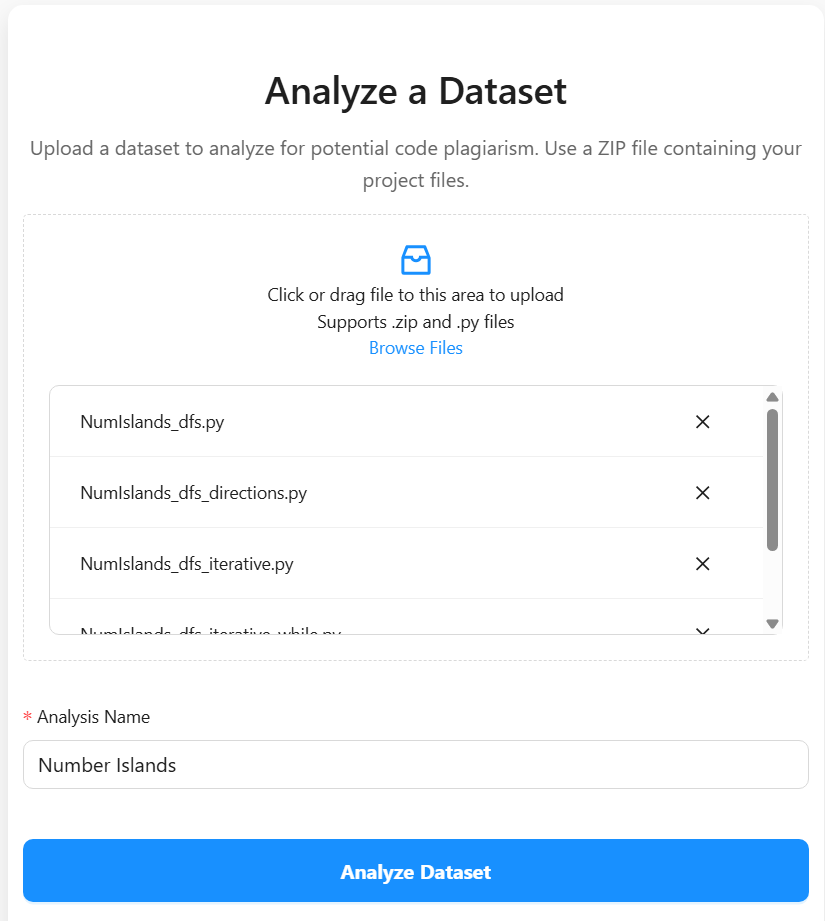 Analyze a Dataset
Upload a dataset to analyze for potential code plagiarism. Use a ZIP file containing your
project files.
Click or drag file to this area to upload
Supports .zip and .py files
Browse Files
NumIslands_dfs.py
NumIslands_dfs_directions.py
NumIslands_dfs_iterative.py
NumIslands_dfs_iterative_while.py
* Analysis Name
Number Islands
Analyze Dataset